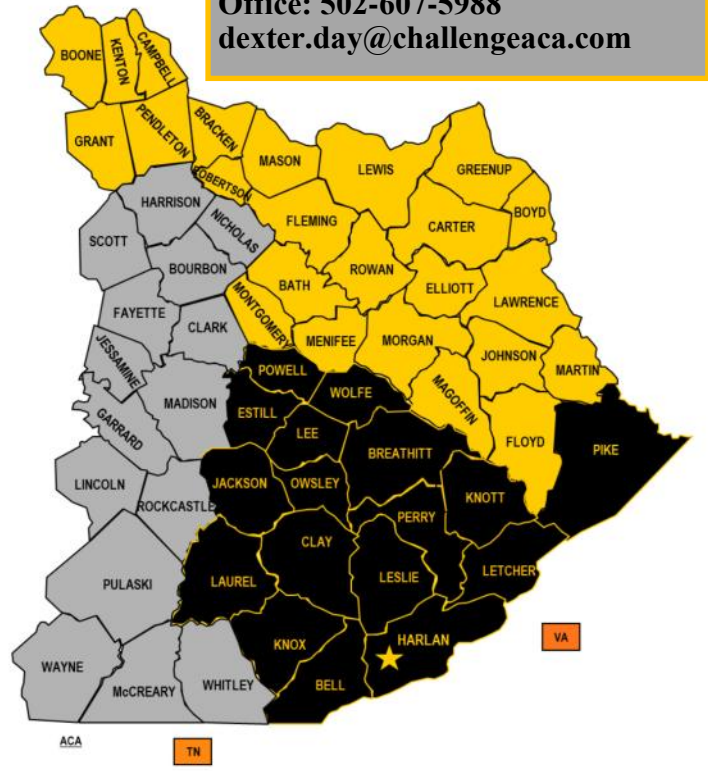 Office: 502-607-5988
dexter.day@challengeaca.com
BOONE
KENTON
CAMPBELL
GRANT
PENDLETON
BRACKEN
ROBERTSON
MASON
LEWIS
GREENUP
HARRISON
NICHOLAS
FLEMING
CARTER
BOYD
SCOTT
BOURBON
BATH
ROWAN
ELLIOTT
LAWRENCE
FAYETTE
CLARK
MONTGOMERY
MENIFEE
MORGAN
JOHNSON
MARTIN
JESSAMINE
MADISON
POWELL
WOLFE
MAGOFFIN
GARRARD
ESTILL
LEE
BREATHITT
FLOYD
PIKE
LINCOLN
ROCKCASTLE
JACKSON
OWSLEY
KNOTT
PERRY
CLAY
PULASKI
LAUREL
LESLIE
LETCHER
WAYNE
McCREARY
WHITLEY
KNOX
BELL
HARLAN
VA
ACA
TN